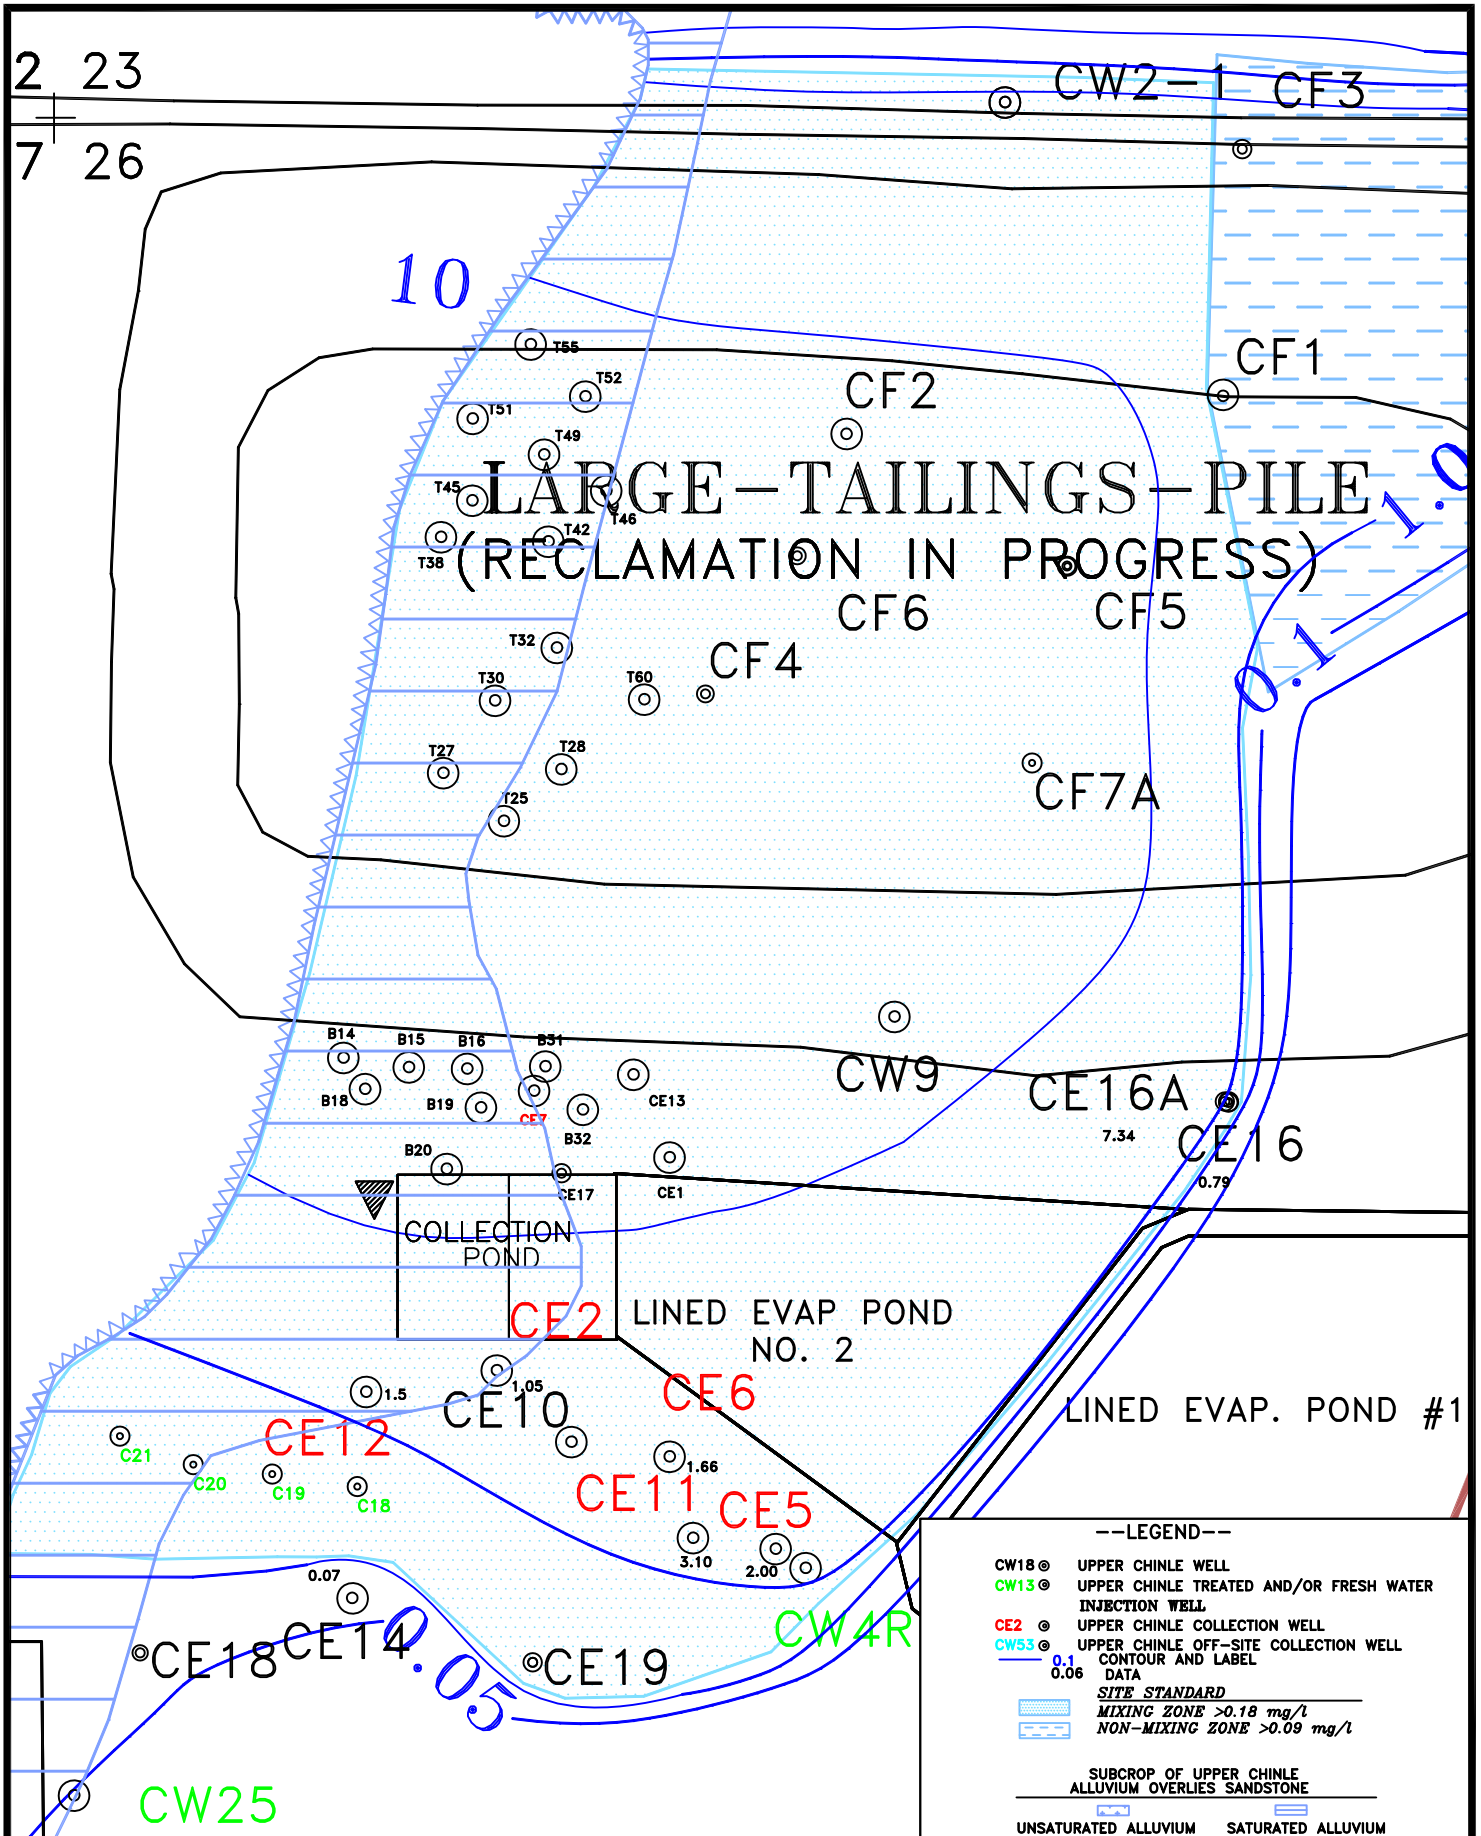 2 23
CW2-1
CF3
7 26
10
T55
CF1
T52
CF2
T51
T49
LARGE-TAILINGS-PILE
1.0
T45
T46
T42
T38
(RECLAMATION IN PROGRESS)
CF6
CF5
T32
CF4
0.1
T30
T60
T28
T27
CF7A
T25
B14
B15
B16
B31
CW9
CE16A
B18
B19
CE13
CE7
B32
7.34
CE16
B20
CE17
CE1
0.79
COLLECTION
POND
CE2
LINED EVAP POND
NO. 2
1.5
1.05
CE10
CE6
LINED EVAP. POND #1
CE12
C21
C20
C19
C18
1.66
CE11
CE5
3.10
2.00
0.07
CE14
CE18
CE19
CW4R
0.05
CW25
--LEGEND--
CW18 UPPER CHINLE WELL
CW13 UPPER CHINLE TREATED AND/OR FRESH WATER
INJECTION WELL
CE2 UPPER CHINLE COLLECTION WELL
CW53 UPPER CHINLE OFF-SITE COLLECTION WELL
0.1 CONTOUR AND LABEL
0.06 DATA
SITE STANDARD
MIXING ZONE >0.18 mg/l
NON-MIXING ZONE >0.09 mg/l
SUBCROP OF UPPER CHINLE
ALLUVIUM OVERLIES SANDSTONE
UNSATURATED ALLUVIUM SATURATED ALLUVIUM